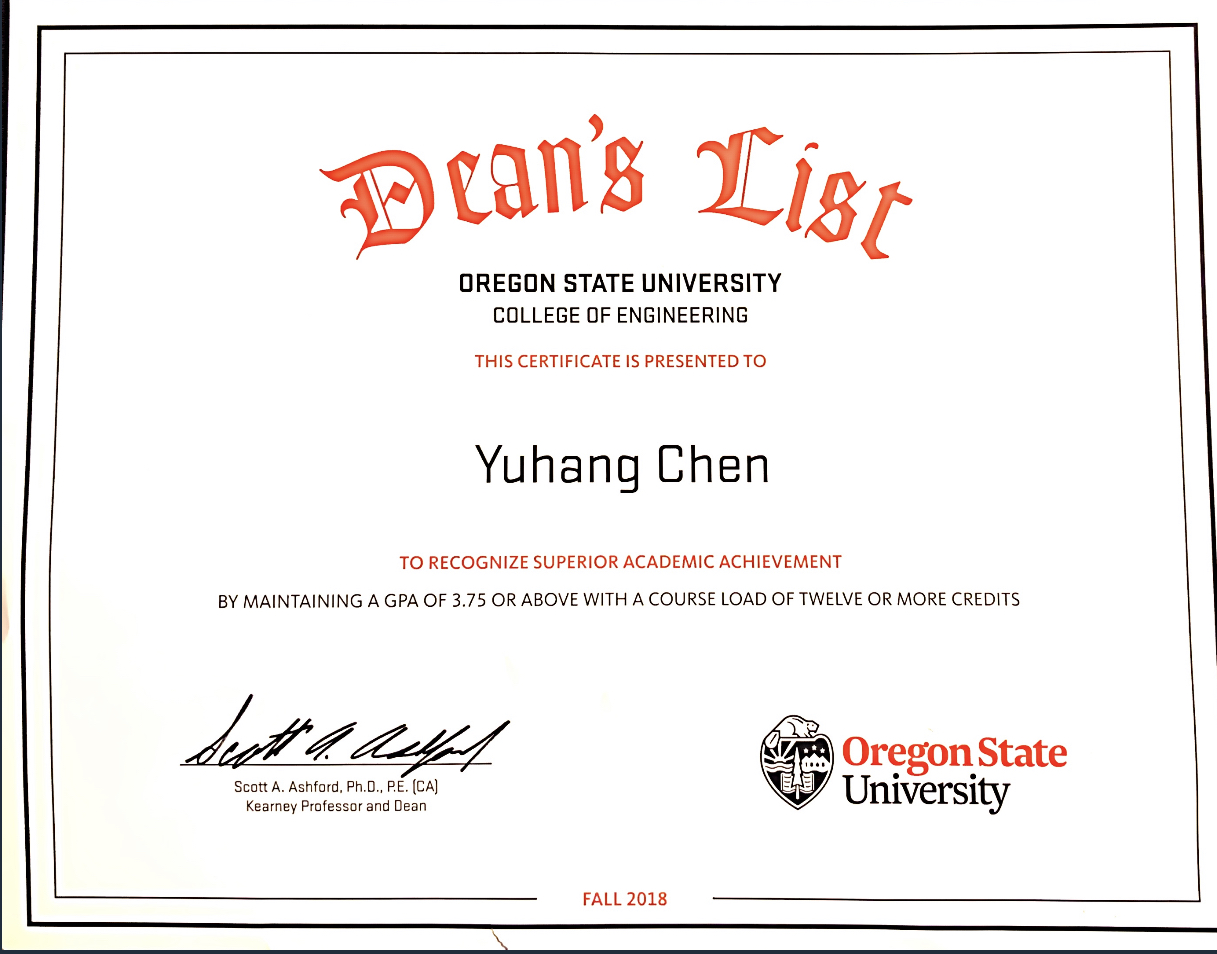 Dean's List
OREGON STATE UNIVERSITY
COLLEGE OF ENGINEERING
THIS CERTIFICATE IS PRESENTED TO
Yuhang Chen
TO RECOGNIZE SUPERIOR ACADEMIC ACHIEVEMENT
BY MAINTAINING A GPA OF 3.75 OR ABOVE WITH A COURSE LOAD OF TWELVE OR MORE CREDITS
Scott A. Ashford
Scott A. Ashford, Ph.D., P.E. (CA)
Kearney Professor and Dean
Oregon State
University
FALL 2018